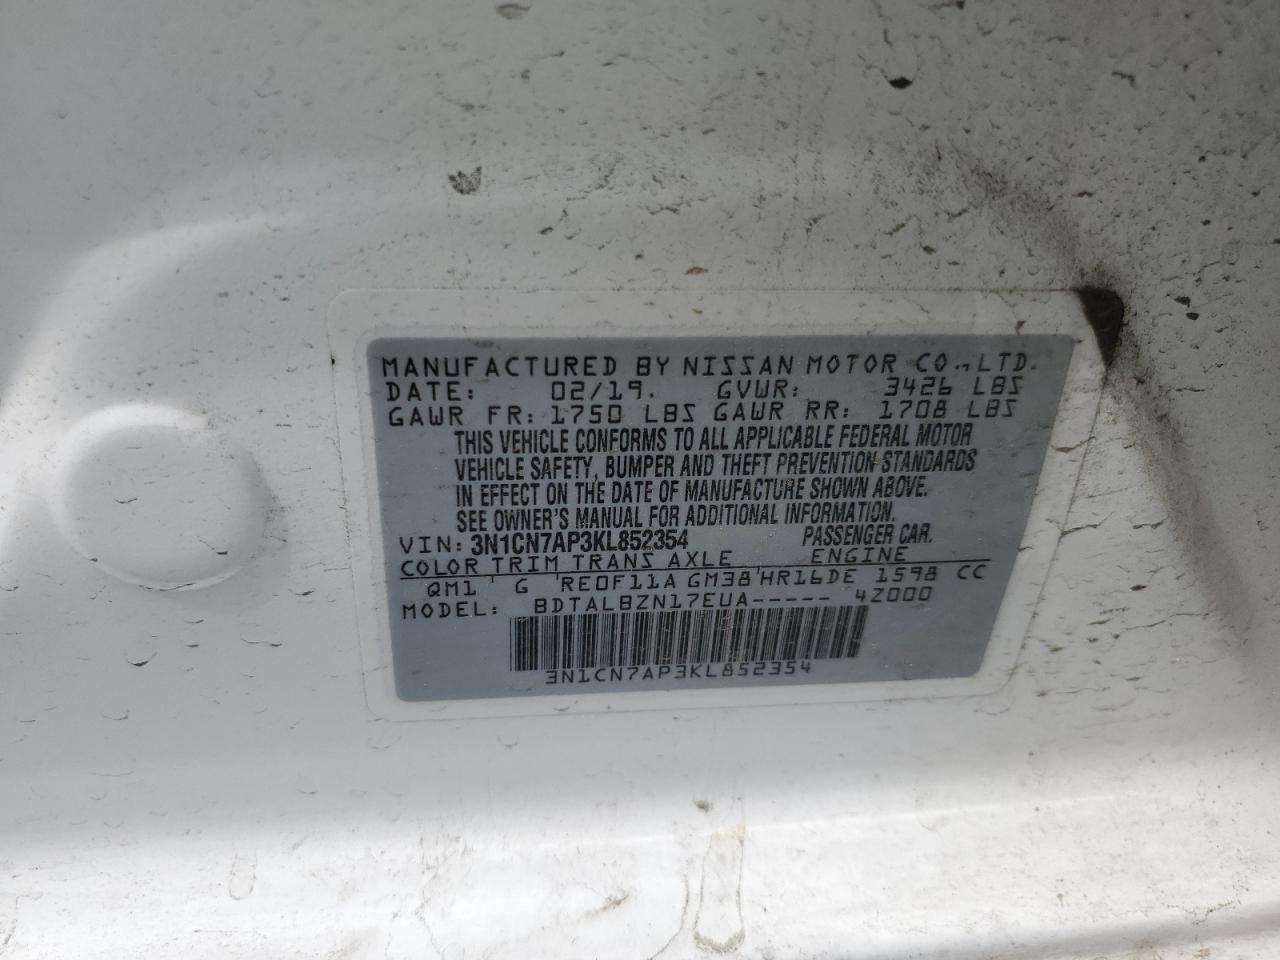 MANUFACTURED BY NISSAN MOTOR CO., LTD.
DATE: 02/19. GVWR: 3426 LBS
GAWR FR: 1750 LBS GAWR RR: 1708 LBS
THIS VEHICLE CONFORMS TO ALL APPLICABLE FEDERAL MOTOR
VEHICLE SAFETY, BUMPER AND THEFT PREVENTION STANDARDS
IN EFFECT ON THE DATE OF MANUFACTURE SHOWN ABOVE.
SEE OWNER'S MANUAL FOR ADDITIONAL INFORMATION.
VIN: 3N1CN7AP3KL852354 PASSENGER CAR.
COLOR TRIM TRANS AXLE ENGINE
QM1 G RE0F11A GM38 HR16DE 1598 CC
MODEL: BDTALBZN17EUA----- 4Z000
3N1CN7AP3KL852354